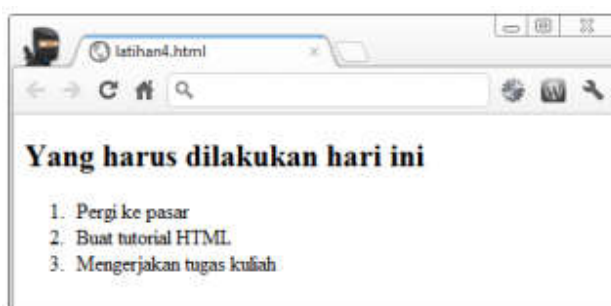 latihan4.html
Yang harus dilakukan hari ini
1. Pergi ke pasar
2. Buat tutorial HTML
3. Mengerjakan tugas kuliah